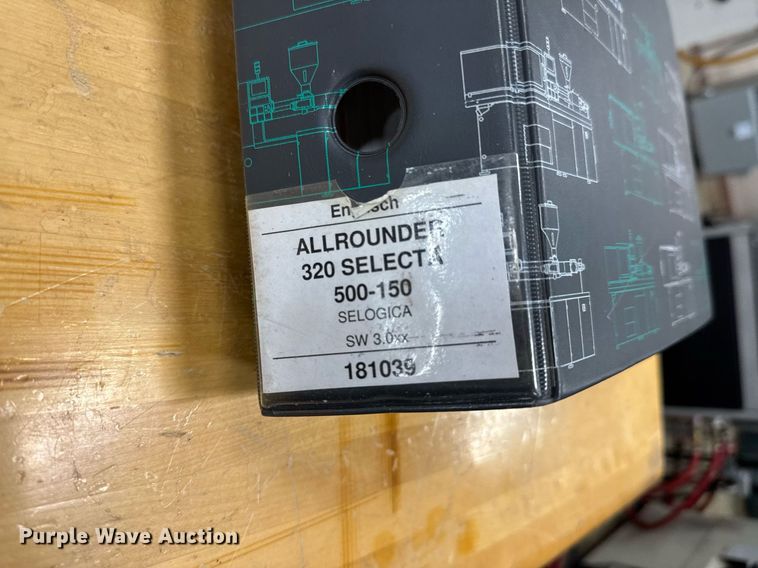 Englisch
ALLROUNDER
320 SELECTA
500-150
SELOGICA
SW 3.0xx
181039
Purple Wave Auction